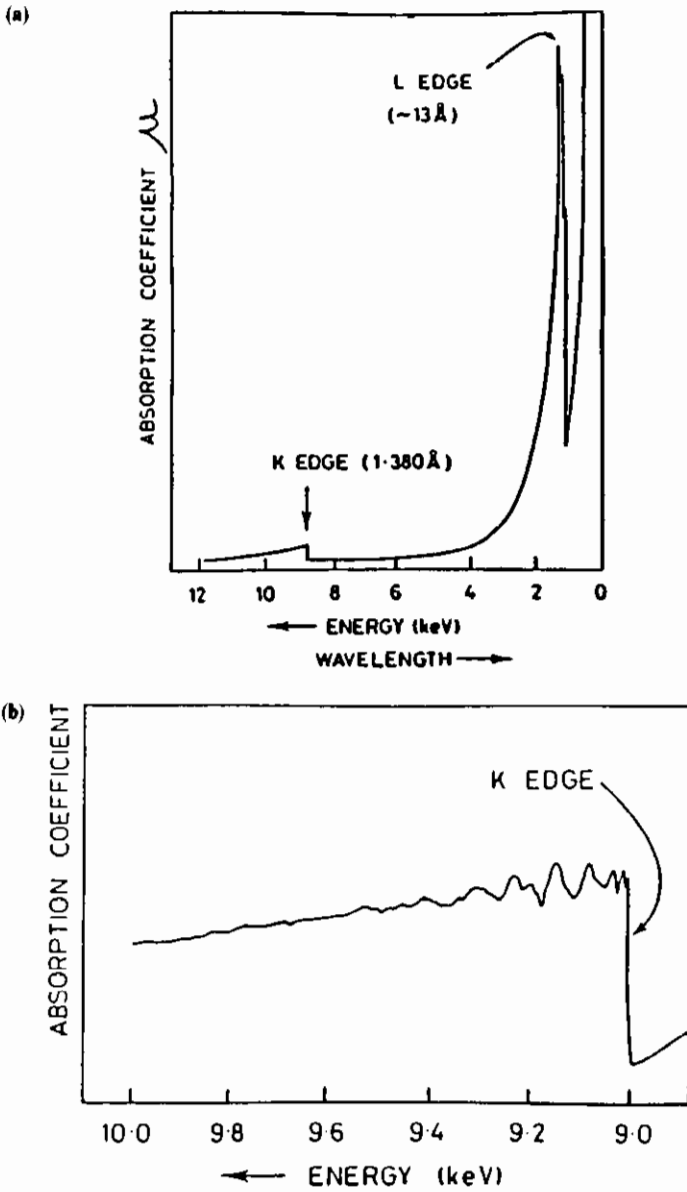 (a)
L EDGE
(~13Å)
ABSORPTION COEFFICIENT μ
K EDGE (1·380Å)
12 10 8 6 4 2 0
← ENERGY (keV)
WAVELENGTH →
(b)
K EDGE
ABSORPTION COEFFICIENT
10·0 9·8 9·6 9·4 9·2 9·0
← ENERGY (keV)